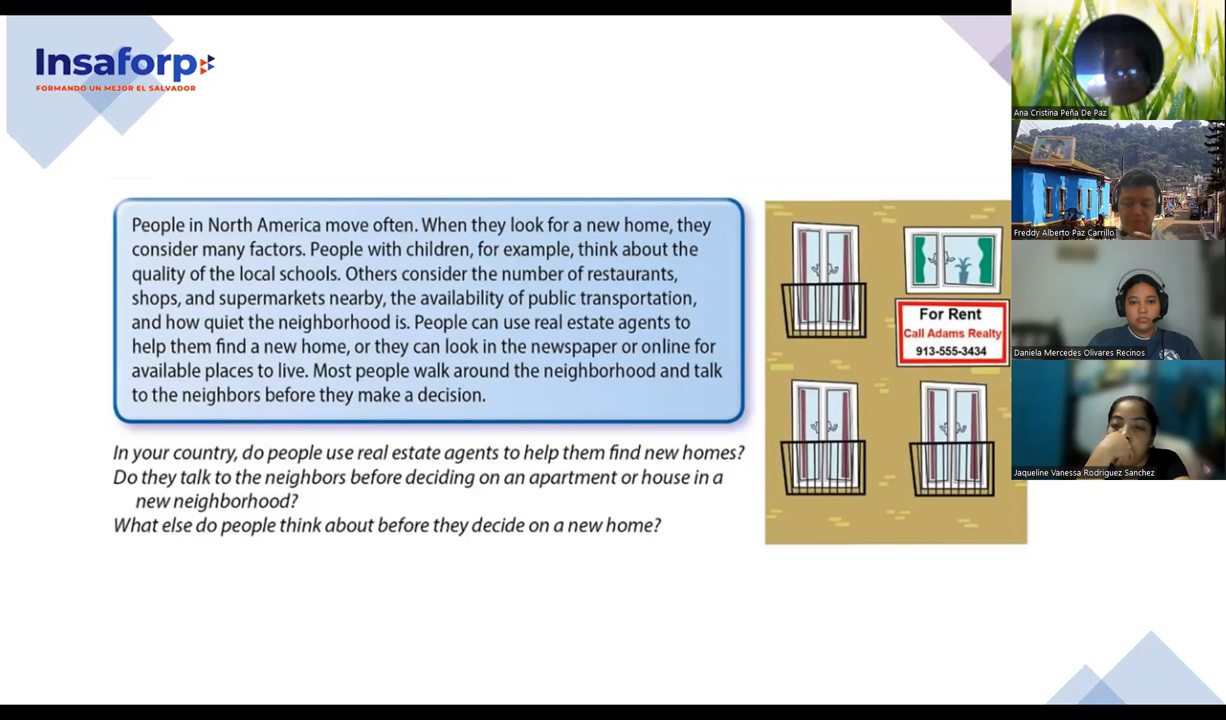 Insaforp
FORMANDO UN MEJOR EL SALVADOR
People in North America move often. When they look for a new home, they
consider many factors. People with children, for example, think about the
quality of the local schools. Others consider the number of restaurants,
shops, and supermarkets nearby, the availability of public transportation,
and how quiet the neighborhood is. People can use real estate agents to
help them find a new home, or they can look in the newspaper or online for
available places to live. Most people walk around the neighborhood and talk
to the neighbors before they make a decision.
In your country, do people use real estate agents to help them find new homes?
Do they talk to the neighbors before deciding on an apartment or house in a
new neighborhood?
What else do people think about before they decide on a new home?
For Rent
Call Adams Realty
913-555-3434
Ana Cristina Peña De Paz
Freddy Alberto Paz Carrillo
Daniela Mercedes Olivares Recinos
Jaqueline Vanessa Rodriguez Sanchez